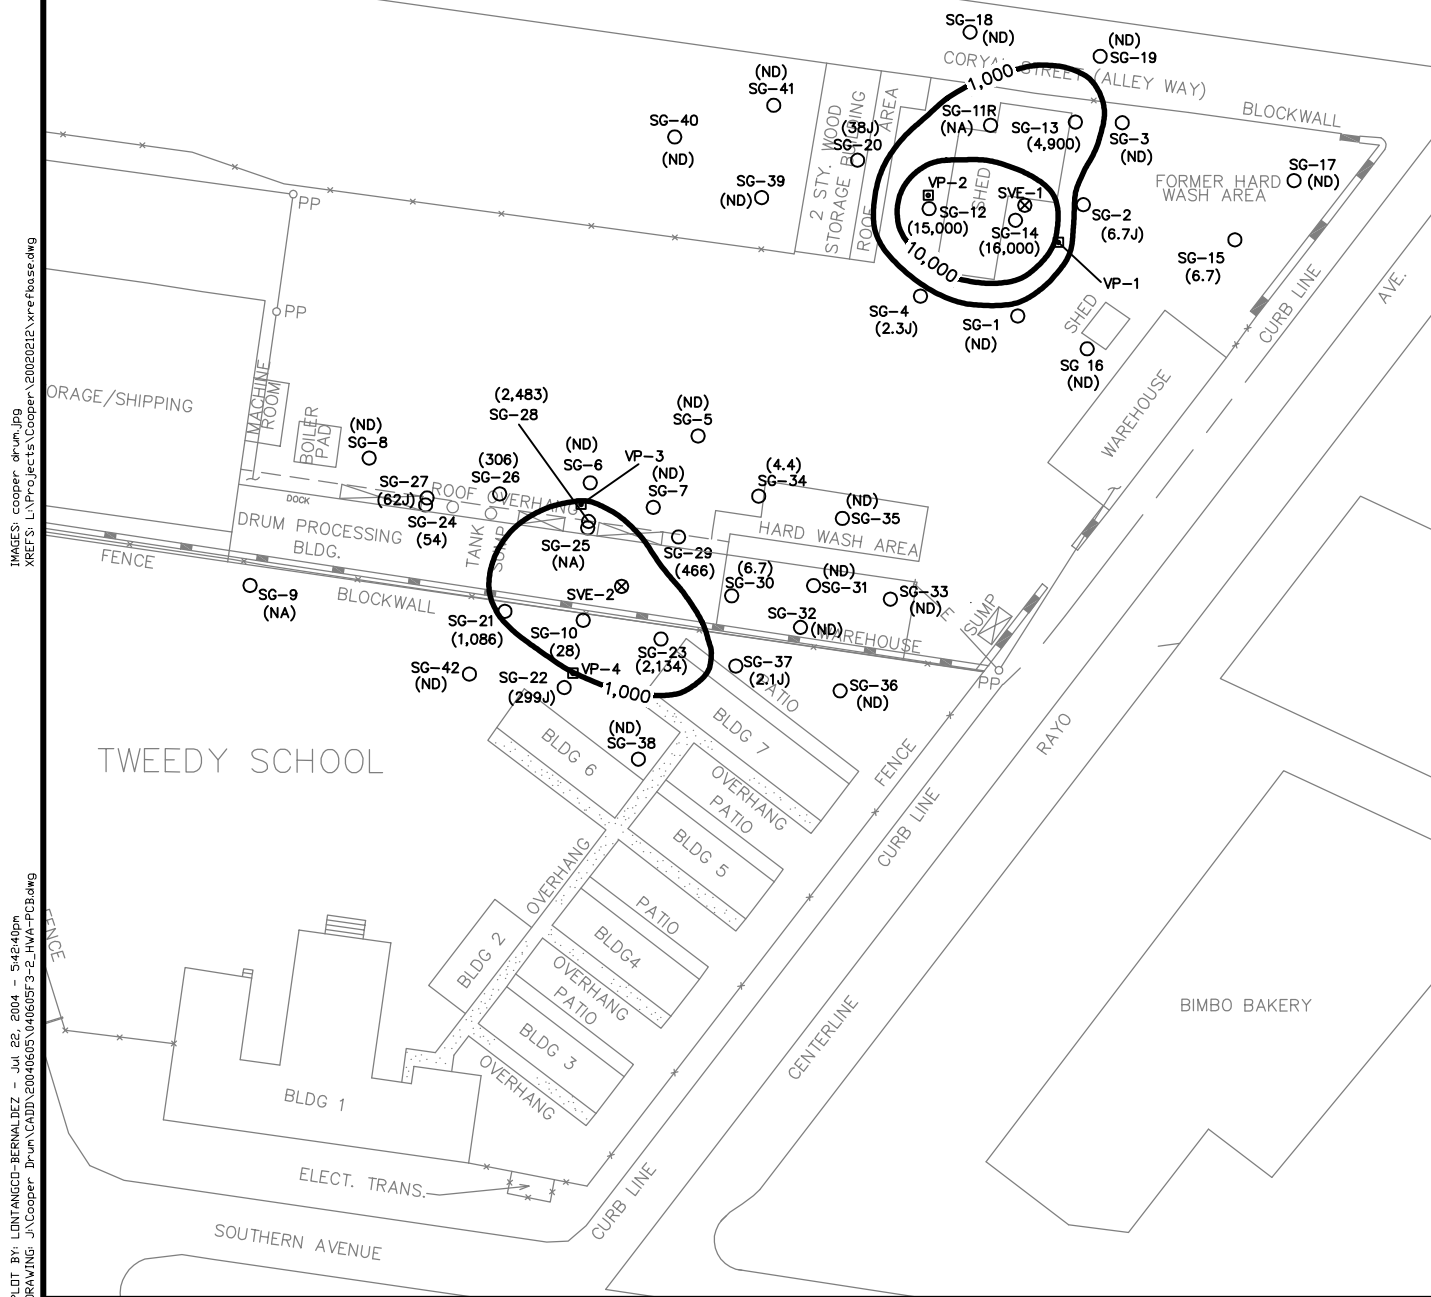 SG-18
(ND)
(ND)
SG-19
CORYA STREET (ALLEY WAY)
1,000
BLOCKWALL
(ND)
SG-41
SG-40
(ND)
SG-39
(ND)
2 STY. WOOD
STORAGE BUILDING
ROOF AREA
(38J)
SG-20
SG-11R
(NA)
SG-13
(4,900)
SG-3
(ND)
SG-17
(ND)
FORMER HARD
WASH AREA
VP-2
SHED
SVE-1
SG-12
(15,000)
SG-14
(16,000)
SG-2
(6.7J)
SG-15
(6.7)
10,000
VP-1
SG-4
(2.3J)
SG-1
(ND)
SHED
SG 16
(ND)
CURB LINE
AVE.
PP
PP
WAREHOUSE
ORAGE/SHIPPING
MACHINE
ROOM
BOILER
PAD
(ND)
SG-8
(2,483)
SG-28
(ND)
SG-5
(ND)
SG-6
VP-3
(ND)
SG-7
(306)
SG-26
SG-27
(62J)
ROOF OVERHANG
DOCK
SG-24
(54)
DRUM PROCESSING
BLDG.
TANK
SUMP
SG-25
(NA)
SG-29
(466)
(4.4)
SG-34
(ND)
SG-35
HARD WASH AREA
FENCE
SG-9
(NA)
BLOCKWALL
SVE-2
(6.7)
SG-30
(ND)
SG-31
SG-33
(ND)
SG-32
(ND)
WAREHOUSE
SUMP
SG-21
(1,086)
SG-10
(28)
SG-23
(2,134)
SG-42
(ND)
SG-22
(299J)
VP-4
1,000
SG-37
(2.1J)
PATIO
SG-36
(ND)
PP
(ND)
SG-38
BLDG 6
BLDG 7
TWEEDY SCHOOL
OVERHANG
PATIO
BLDG 5
OVERHANG
PATIO
BLDG4
BLDG 2
OVERHANG
PATIO
BLDG 3
OVERHANG
FENCE
CURB LINE
RAYO
CENTERLINE
BIMBO BAKERY
FENCE
BLDG 1
ELECT. TRANS.
CURB LINE
SOUTHERN AVENUE
IMAGES: cooper drum.jpg
XREFS: L:\Projects\Cooper\20020212\xrefbase.dwg
PLOT BY: LONTANGCO-BERNALDEZ - Jul 22, 2004 - 5:42:40pm
DRAWING: J:\Cooper Drum\CADD\20040605\040605F3-2_HWA-PCB.dwg